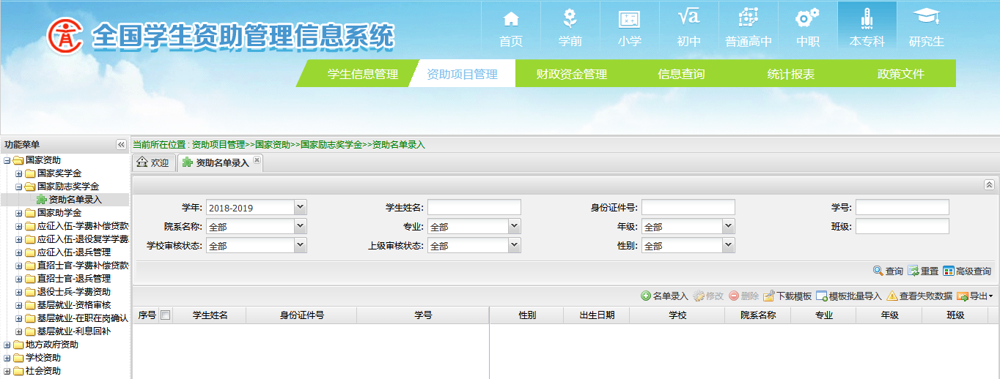 全国学生资助管理信息系统
首页 学前 小学 初中 普通高中 中职 本专科 研究生
学生信息管理 资助项目管理 财政资金管理 信息查询 统计报表 政策文件
功能菜单
当前所在位置 : 资助项目管理>>国家资助>>国家励志奖学金>>资助名单录入
欢迎 资助名单录入
国家资助
国家奖学金
国家励志奖学金
资助名单录入
国家助学金
应征入伍-学费补偿贷款
应征入伍-退役复学学费
应征入伍-退兵管理
直招士官-学费补偿贷款
直招士官-退兵管理
退役士兵-学费资助
基层就业-资格审核
基层就业-在职在岗确认
基层就业-利息回补
地方政府资助
学校资助
社会资助
学年: 2018-2019 学生姓名: 身份证件号: 学号:
院系名称: 全部 专业: 全部 年级: 全部 班级:
学校审核状态: 全部 上级审核状态: 全部 性别: 全部
查询 重置 高级查询
名单录入 修改 删除 下载模板 模板批量导入 查看失败数据 导出
序号 学生姓名 身份证件号 学号 性别 出生日期 学校 院系名称 专业 年级 班级